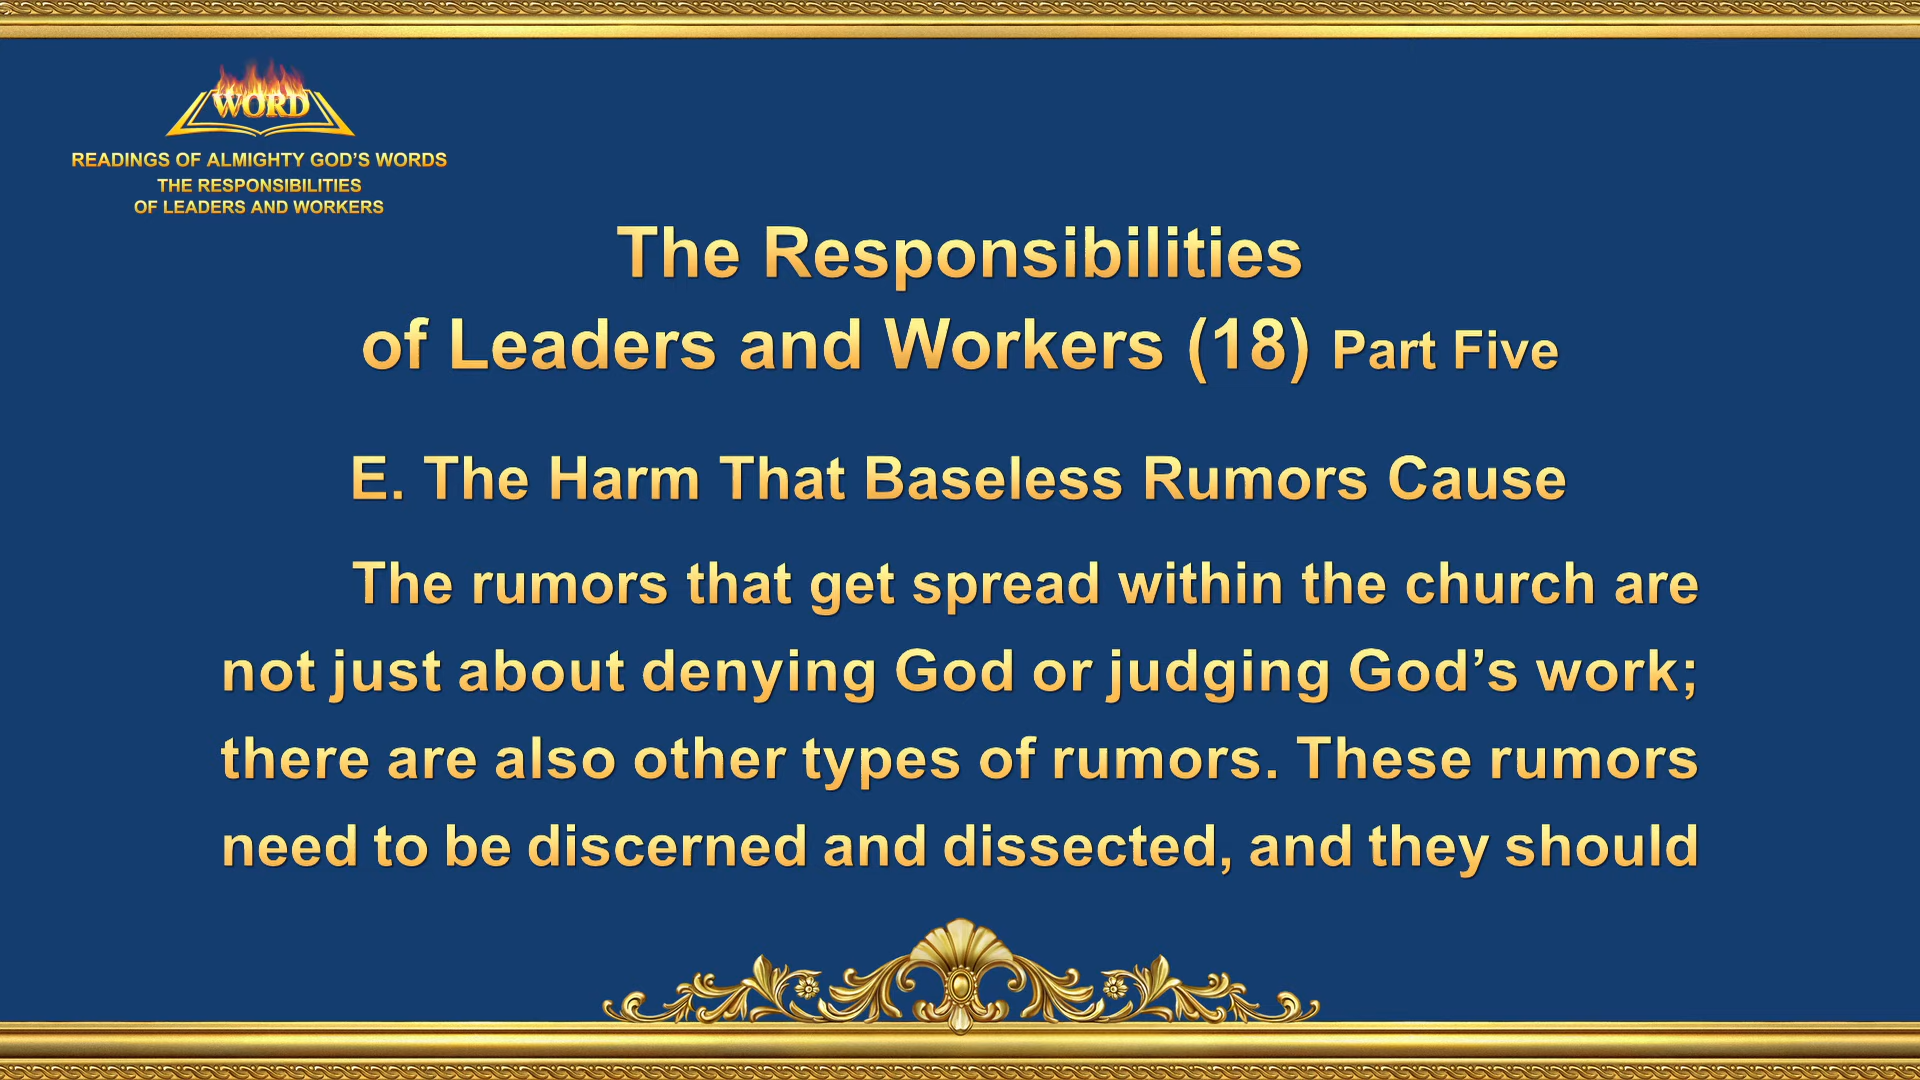 WORD
READINGS OF ALMIGHTY GOD’S WORDS
THE RESPONSIBILITIES
OF LEADERS AND WORKERS
The Responsibilities
of Leaders and Workers (18) Part Five
E. The Harm That Baseless Rumors Cause
The rumors that get spread within the church are
not just about denying God or judging God’s work;
there are also other types of rumors. These rumors
need to be discerned and dissected, and they should